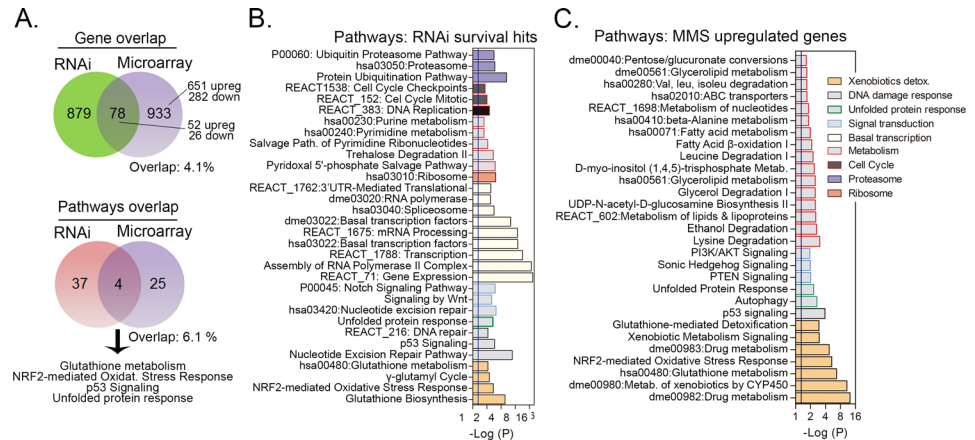 A.
Gene overlap
RNAi
Microarray
879
78
933
651 upreg
282 down
52 upreg
26 down
Overlap: 4.1%
Pathways overlap
RNAi
Microarray
37
4
25
Overlap: 6.1 %
Glutathione metabolism
NRF2-mediated Oxidat. Stress Response
p53 Signaling
Unfolded protein response
B.
Pathways: RNAi survival hits
P00060: Ubiquitin Proteasome Pathway
hsa03050:Proteasome
Protein Ubiquitination Pathway
REACT1538: Cell Cycle Checkpoints
REACT_152: Cell Cycle Mitotic
REACT_383: DNA Replication
hsa00230:Purine metabolism
hsa00240:Pyrimidine metabolism
Salvage Path. of Pyrimidine Ribonucleotides
Trehalose Degradation II
Pyridoxal 5'-phosphate Salvage Pathway
hsa03010:Ribosome
REACT_1762:3'UTR-Mediated Translational
dme03020:RNA polymerase
hsa03040:Spliceosome
dme03022:Basal transcription factors
REACT_1675: mRNA Processing
hsa03022:Basal transcription factors
REACT_1788: Transcription
Assembly of RNA Polymerase II Complex
REACT_71: Gene Expression
P00045: Notch Signaling Pathway
Signaling by Wnt
hsa03420:Nucleotide excision repair
Unfolded protein response
REACT_216: DNA repair
p53 Signaling
Nucleotide Excision Repair Pathway
hsa00480:Glutathione metabolism
γ-glutamyl Cycle
NRF2-mediated Oxidative Stress Response
Glutathione Biosynthesis
1 2 4 8 16
-Log (P)
C.
Pathways: MMS upregulated genes
dme00040:Pentose/glucuronate conversions
dme00561:Glycerolipid metabolism
hsa00280:Val, leu, isoleu degradation
hsa02010:ABC transporters
REACT_1698:Metabolism of nucleotides
hsa00410:beta-Alanine metabolism
hsa00071:Fatty acid metabolism
Fatty Acid β-oxidation I
Leucine Degradation I
D-myo-inositol (1,4,5)-trisphosphate Metab.
hsa00561:Glycerolipid metabolism
Glycerol Degradation I
UDP-N-acetyl-D-glucosamine Biosynthesis II
REACT_602:Metabolism of lipids & lipoproteins
Ethanol Degradation
Lysine Degradation
PI3K/AKT Signaling
Sonic Hedgehog Signaling
PTEN Signaling
Unfolded Protein Response
Autophagy
p53 signaling
Glutathione-mediated Detoxification
Xenobiotic Metabolism Signaling
dme00983:Drug metabolism
NRF2-mediated Oxidative Stress Response
hsa00480:Glutathione metabolism
dme00980:Metab. of xenobiotics by CYP450
dme00982:Drug metabolism
1 2 4 8 16
-Log (P)
Xenobiotics detox.
DNA damage response
Unfolded protein response
Signal transduction
Basal transcription
Metabolism
Cell Cycle
Proteasome
Ribosome